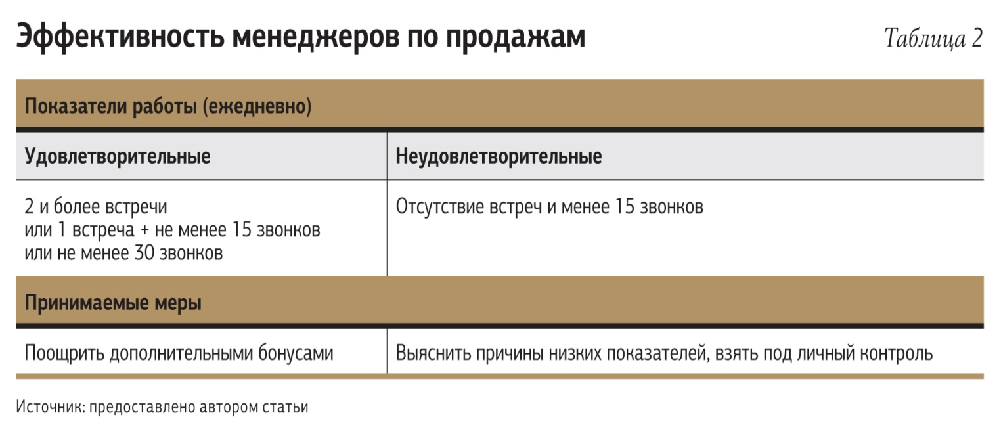 Эффективность менеджеров по продажам
Таблица 2
Показатели работы (ежедневно)
Удовлетворительные
Неудовлетворительные
2 и более встречи
или 1 встреча + не менее 15 звонков
или не менее 30 звонков
Отсутствие встреч и менее 15 звонков
Принимаемые меры
Поощрить дополнительными бонусами
Выяснить причины низких показателей, взять под личный контроль
Источник: предоставлено автором статьи